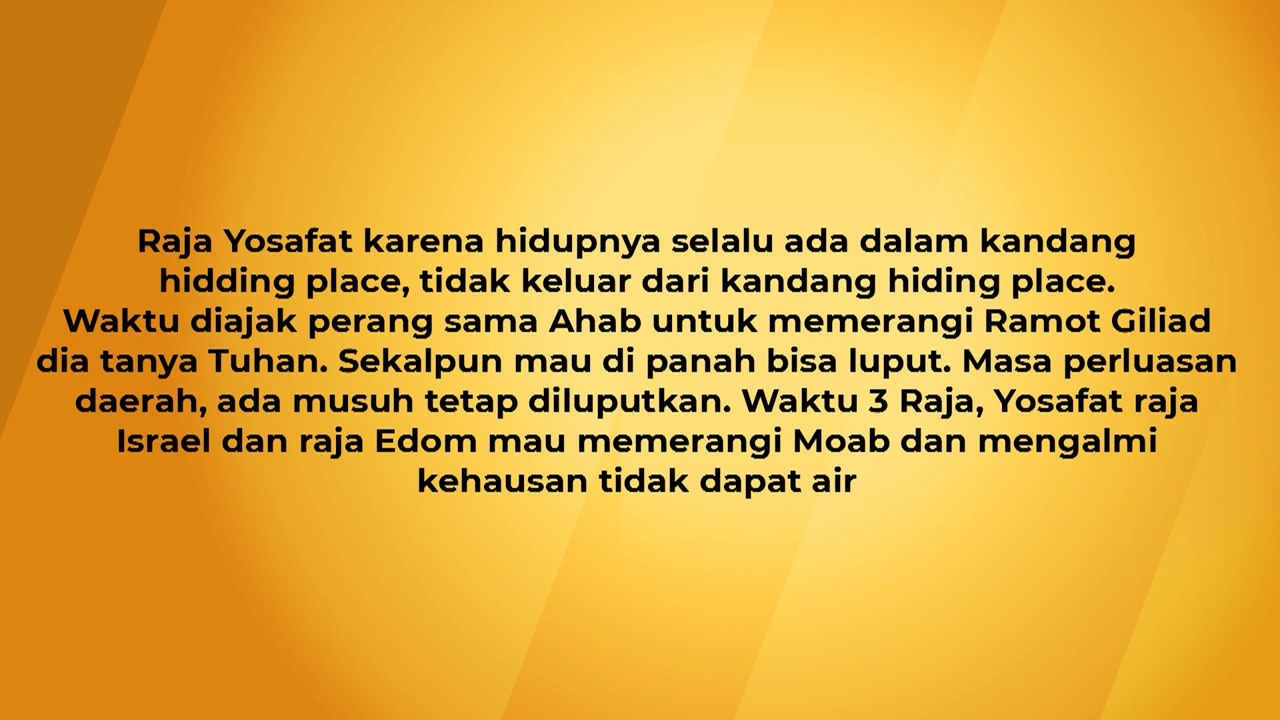 Raja Yosafat karena hidupnya selalu ada dalam kandang
hidding place, tidak keluar dari kandang hiding place.
Waktu diajak perang sama Ahab untuk memerangi Ramot Giliad
dia tanya Tuhan. Sekalpun mau di panah bisa luput. Masa perluasan
daerah, ada musuh tetap diluputkan. Waktu 3 Raja, Yosafat raja
Israel dan raja Edom mau memerangi Moab dan mengalmi
kehausan tidak dapat air